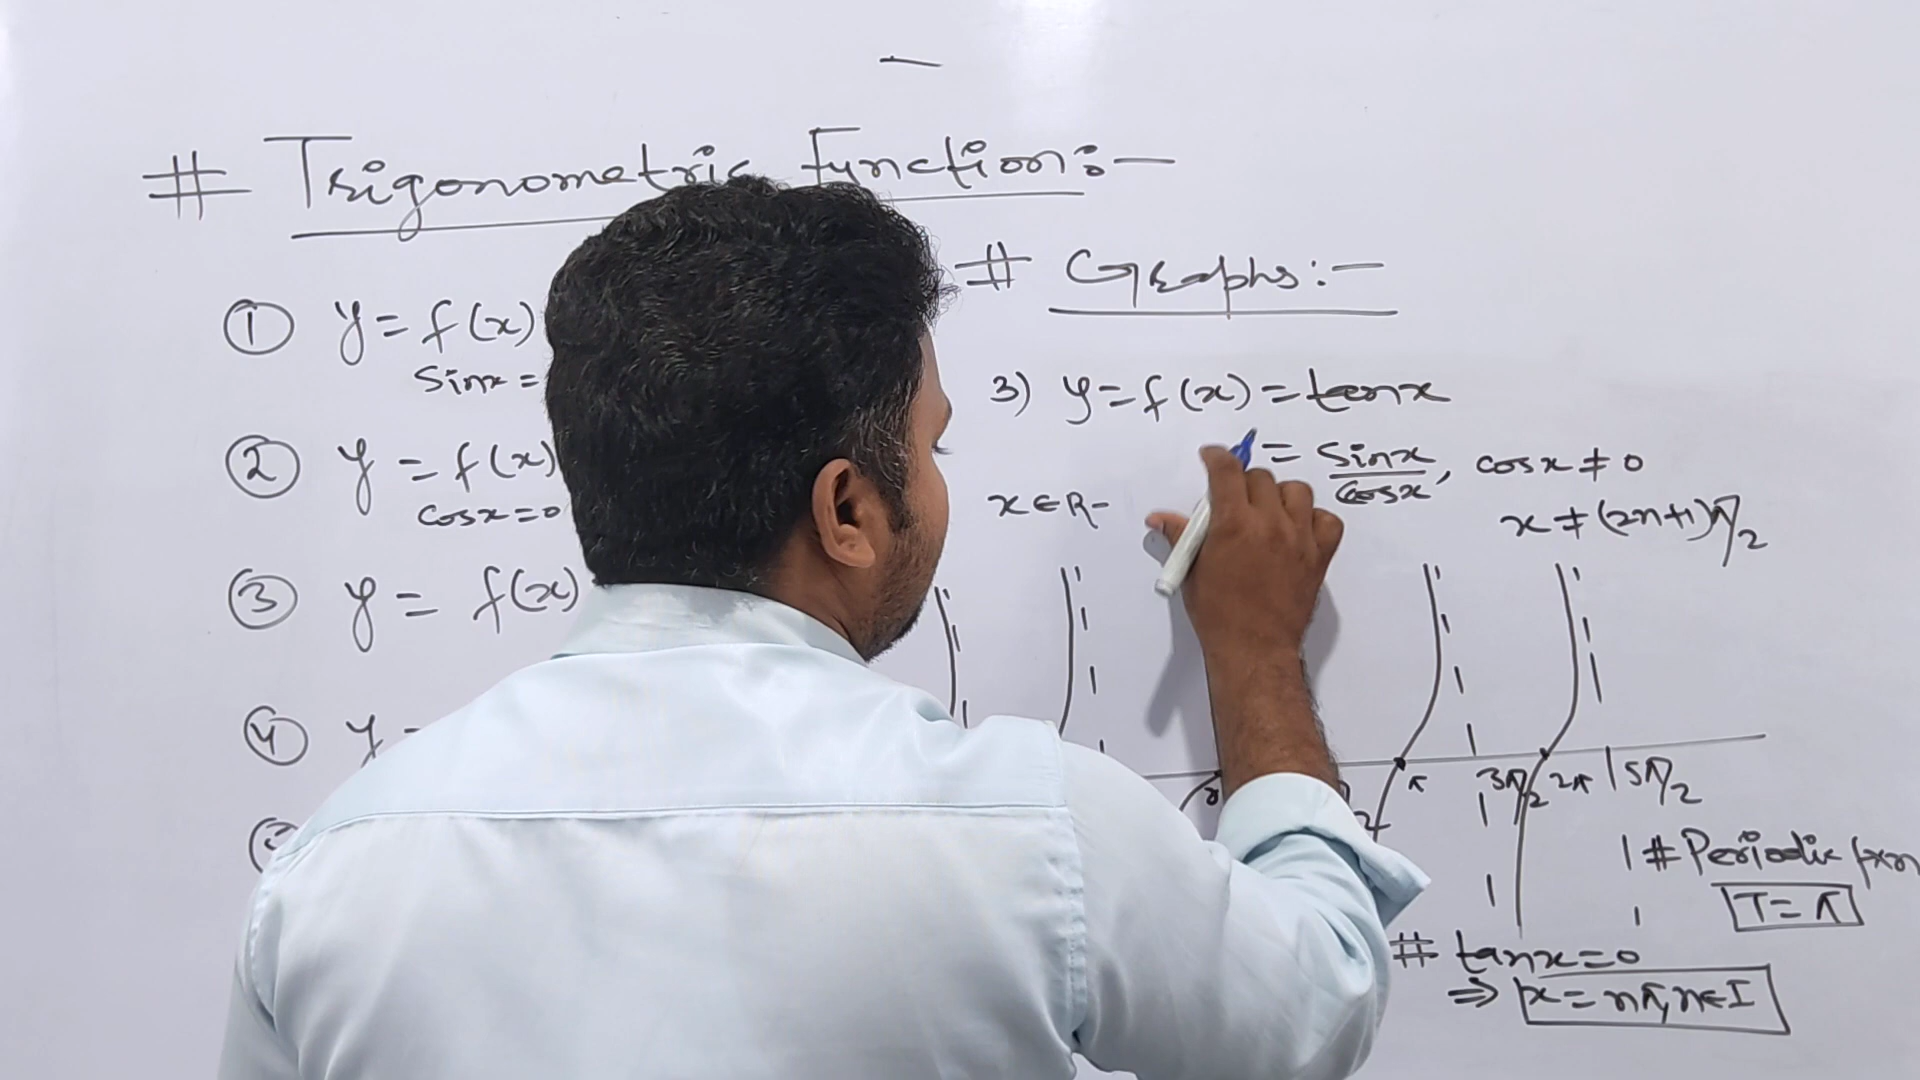 # Trigonometric Function:-
① y = f(x)
Sinx =
② y = f(x)
Cosx = 0
③ y = f(x)
④ y =
# Graphs:-
3) y = f(x) = tanx
= Sinx/Cosx, cosx ≠ 0
x ∈ R-
x ≠ (2n+1)π/2
π 3π/2 2π 5π/2
# Periodic fxn
T = π
# tanx = 0
⇒ x = nπ, n∈I